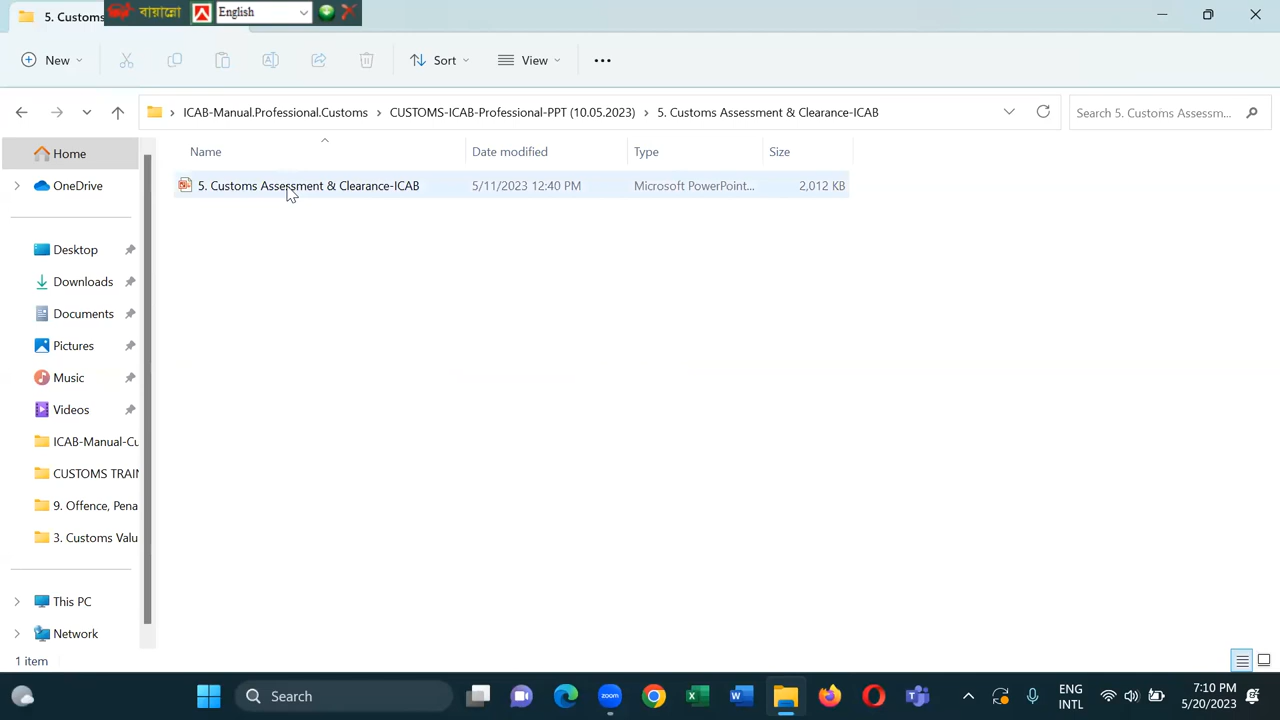 5. Customs
বায়ান্নো
English
New
Sort
View
ICAB-Manual.Professional.Customs
CUSTOMS-ICAB-Professional-PPT (10.05.2023)
5. Customs Assessment & Clearance-ICAB
Search 5. Customs Assessm...
Name
Date modified
Type
Size
5. Customs Assessment & Clearance-ICAB
5/11/2023 12:40 PM
Microsoft PowerPoint...
2,012 KB
Home
OneDrive
Desktop
Downloads
Documents
Pictures
Music
Videos
ICAB-Manual-Cu
CUSTOMS TRAIN
9. Offence, Pena
3. Customs Valu
This PC
Network
1 item
Search
zoom
ENG
INTL
7:10 PM
5/20/2023